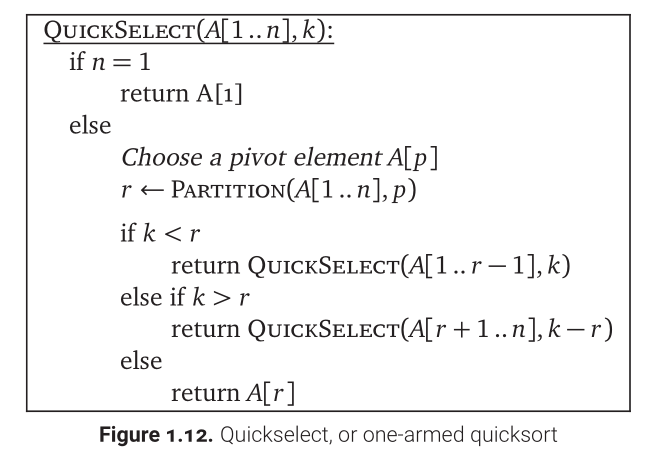 QUICKSELECT(A[1..n], k):
if n = 1
return A[1]
else
Choose a pivot element A[p]
r ← PARTITION(A[1..n], p)
if k < r
return QUICKSELECT(A[1..r − 1], k)
else if k > r
return QUICKSELECT(A[r + 1..n], k − r)
else
return A[r]
Figure 1.12. Quickselect, or one-armed quicksort